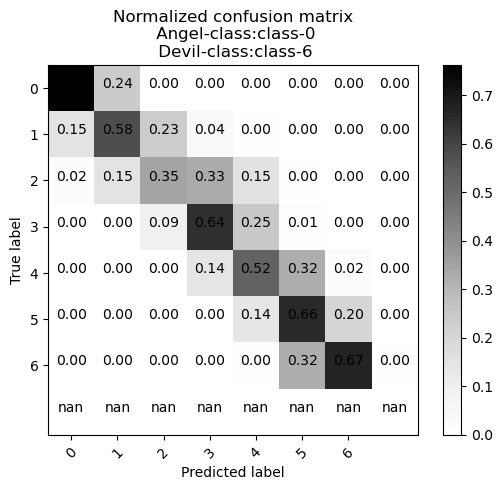 Normalized confusion matrix
Angel-class:class-0
Devil-class:class-6
0 0.24 0.00 0.00 0.00 0.00 0.00 0.00
1 0.15 0.58 0.23 0.04 0.00 0.00 0.00 0.00
2 0.02 0.15 0.35 0.33 0.15 0.00 0.00 0.00
3 0.00 0.00 0.09 0.64 0.25 0.01 0.00 0.00
4 0.00 0.00 0.00 0.14 0.52 0.32 0.02 0.00
5 0.00 0.00 0.00 0.00 0.14 0.66 0.20 0.00
6 0.00 0.00 0.00 0.00 0.00 0.32 0.67 0.00
nan nan nan nan nan nan nan nan
0 1 2 3 4 5 6
True label
Predicted label
0.7
0.6
0.5
0.4
0.3
0.2
0.1
0.0